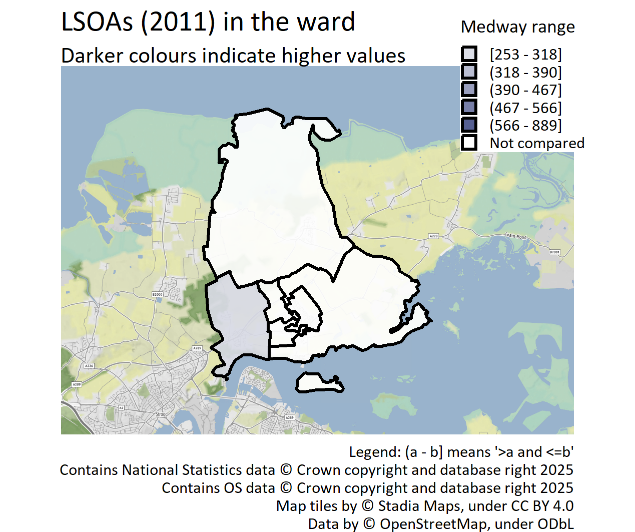 LSOAs (2011) in the ward
Darker colours indicate higher values
Medway range
[253 - 318]
(318 - 390]
(390 - 467]
(467 - 566]
(566 - 889]
Not compared
Legend: (a - b] means '>a and <=b'
Contains National Statistics data © Crown copyright and database right 2025
Contains OS data © Crown copyright and database right 2025
Map tiles by © Stadia Maps, under CC BY 4.0
Data by © OpenStreetMap, under ODbL